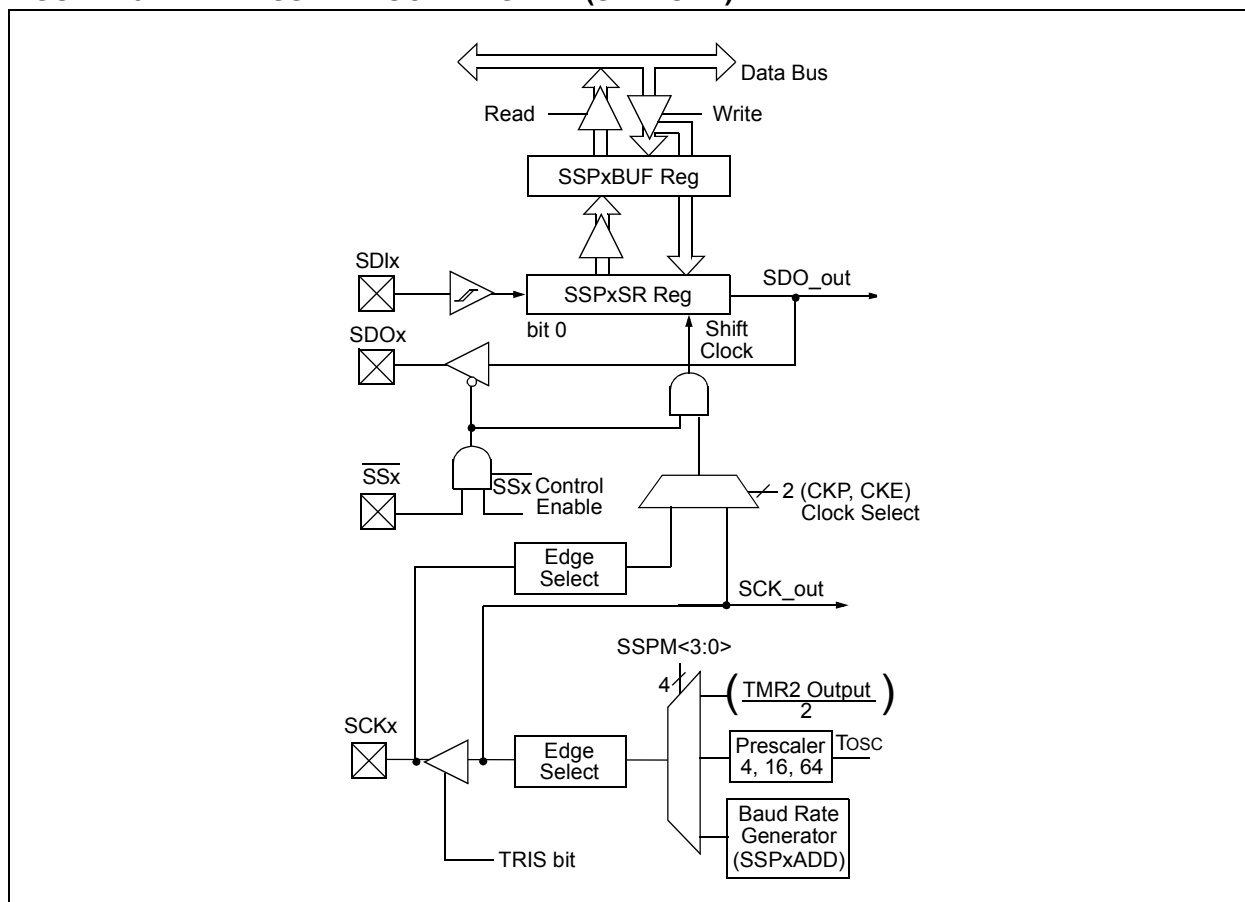 Data Bus
Read
Write
SSPxBUF Reg
SDIx
SDO_out
SSPxSR Reg
bit 0
Shift
Clock
SDOx
SSx
SSx Control
Enable
2 (CKP, CKE)
Clock Select
Edge
Select
SCK_out
SSPM<3:0>
4
(TMR2 Output)
2
SCKx
Edge
Select
Prescaler
4, 16, 64
TOSC
Baud Rate
Generator
(SSPxADD)
TRIS bit